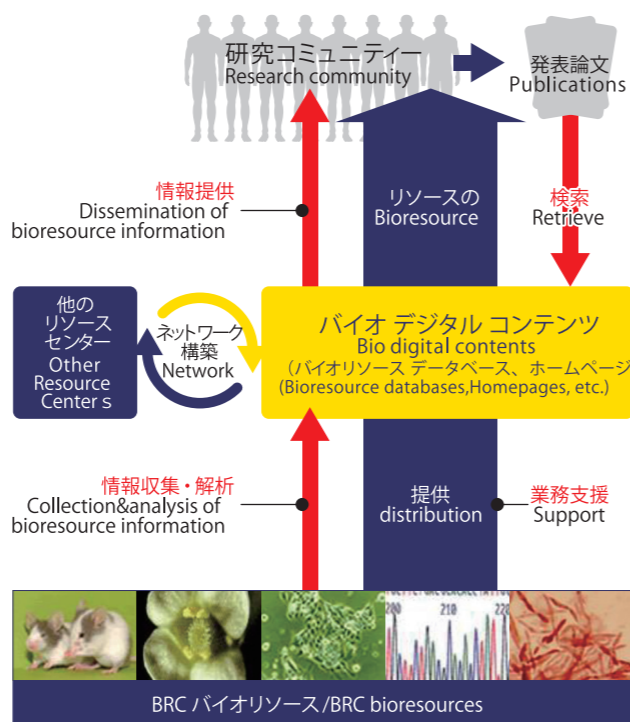 研究コミュニティー
Research community
発表論文
Publications
情報提供
Dissemination of
bioresource information
リソースの
Bioresource
検索
Retrieve
他の
リソース
センター
Other
Resource
Center s
ネットワーク
構築
Network
バイオ デジタル コンテンツ
Bio digital contents
（バイオリソース データベース、ホームページ
(Bioresource databases,Homepages, etc.)
情報収集・解析
Collection&analysis of
bioresource information
提供
distribution
業務支援
Support
200 210 220
BRC バイオリソース/BRC bioresources